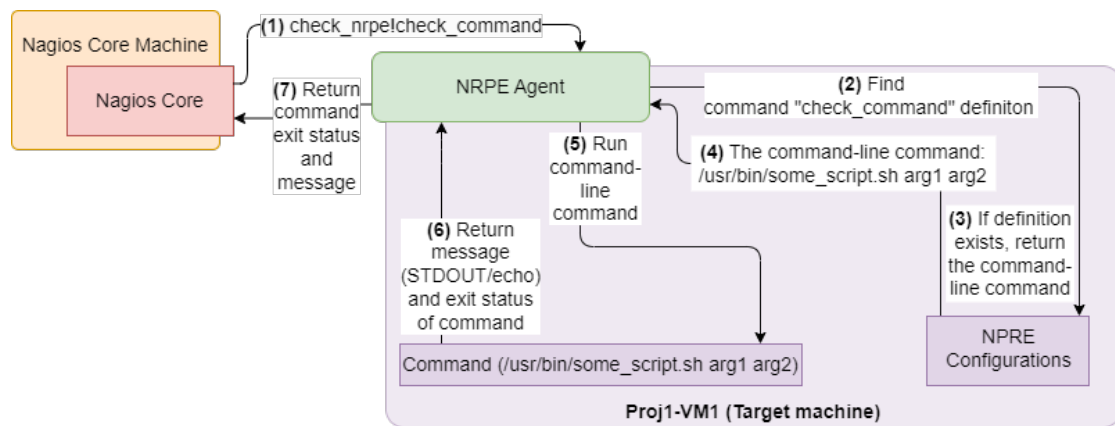 (1) check_nrpe!check_command
Nagios Core Machine
Nagios Core
(7) Return
command
exit status
and
message
NRPE Agent
(2) Find
command "check_command" definiton
(5) Run
command-
line
command
(4) The command-line command:
/usr/bin/some_script.sh arg1 arg2
(6) Return
message
(STDOUT/echo)
and exit status
of command
(3) If definition
exists, return
the command-
line command
Command (/usr/bin/some_script.sh arg1 arg2)
NPRE
Configurations
Proj1-VM1 (Target machine)